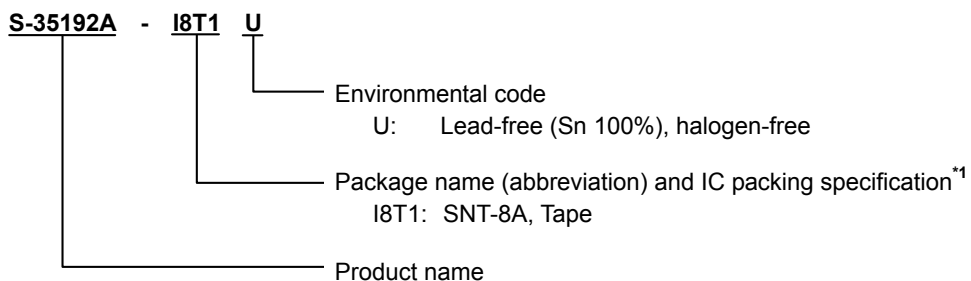 S-35192A - I8T1 U
Environmental code
U: Lead-free (Sn 100%), halogen-free
Package name (abbreviation) and IC packing specification*1
I8T1: SNT-8A, Tape
Product name